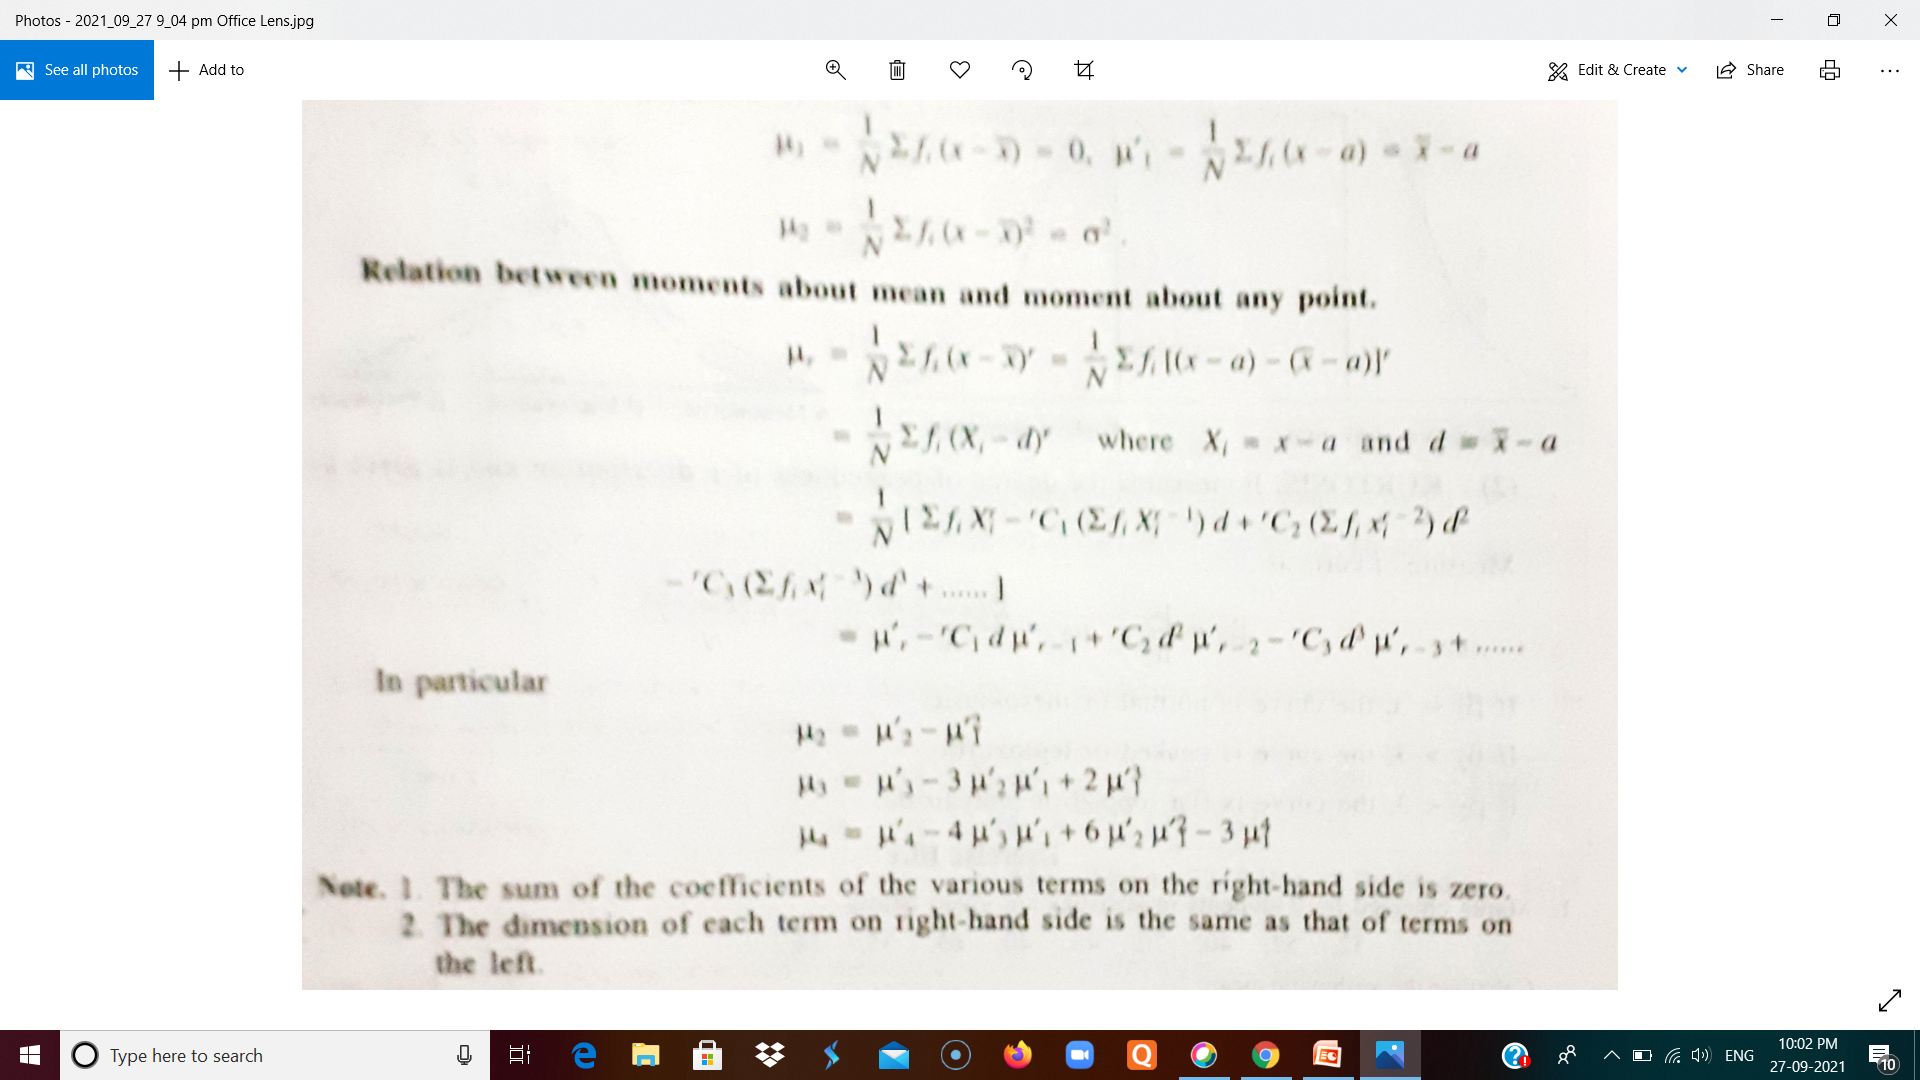 Photos - 2021_09_27 9_04 pm Office Lens.jpg
See all photos
Add to
Edit & Create
Share
μ₁ = 1/N Σ fᵢ (x − x̄) = 0, μ′₁ = 1/N Σ fᵢ (x − a) = x̄ − a
μ₂ = 1/N Σ fᵢ (x − x̄)² = σ².
Relation between moments about mean and moment about any point.
μᵣ = 1/N Σ fᵢ (x − x̄)ʳ = 1/N Σ fᵢ [(x − a) − (x̄ − a)]ʳ
= 1/N Σ fᵢ (Xᵢ − d)ʳ where Xᵢ = x − a and d = x̄ − a
= 1/N [ Σ fᵢ Xᵢʳ − ʳC₁ (Σ fᵢ Xᵢʳ⁻¹) d + ʳC₂ (Σ fᵢ xᵢʳ⁻²) d²
− ʳC₃ (Σ fᵢ xᵢʳ⁻³) d³ + ...... ]
= μ′ᵣ − ʳC₁ d μ′ᵣ₋₁ + ʳC₂ d² μ′ᵣ₋₂ − ʳC₃ d³ μ′ᵣ₋₃ + ......
In particular
μ₂ = μ′₂ − μ′₁²
μ₃ = μ′₃ − 3 μ′₂ μ′₁ + 2 μ′₁³
μ₄ = μ′₄ − 4 μ′₃ μ′₁ + 6 μ′₂ μ′₁² − 3 μ₁⁴
Note. 1. The sum of the coefficients of the various terms on the right-hand side is zero.
2. The dimension of each term on right-hand side is the same as that of terms on
the left.
Type here to search
ENG
10:02 PM
27-09-2021
10